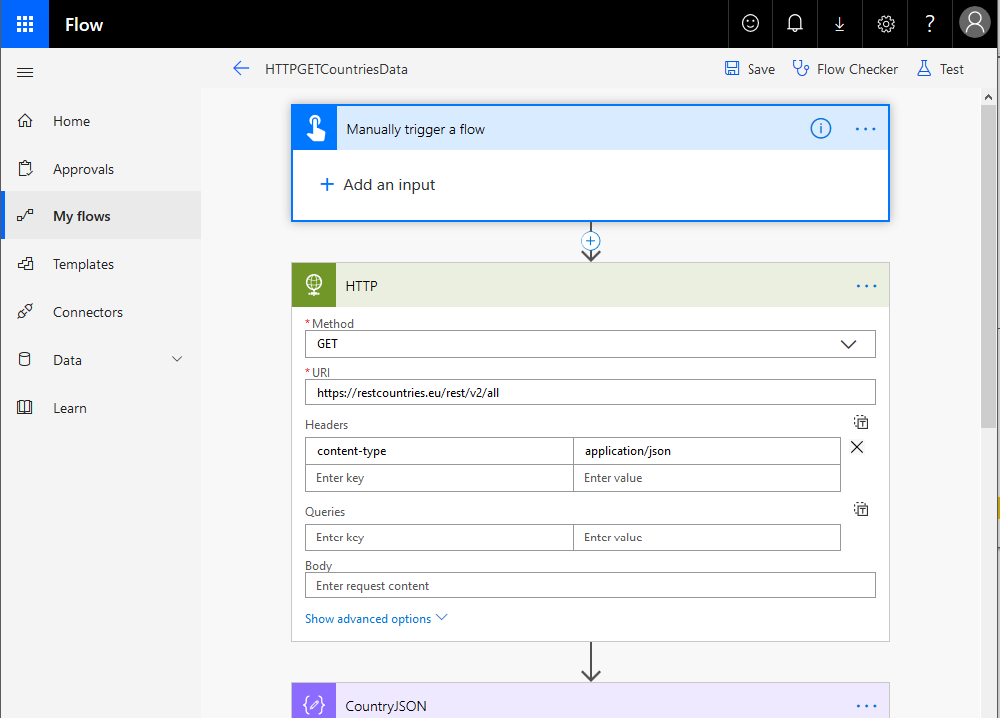 Flow
?
HTTPGETCountriesData
Save
Flow Checker
Test
Home
Approvals
My flows
Templates
Connectors
Data
Learn
Manually trigger a flow
+ Add an input
HTTP
* Method
GET
* URI
https://restcountries.eu/rest/v2/all
Headers
content-type application/json
Enter key Enter value
Queries
Enter key Enter value
Body
Enter request content
Show advanced options
CountryJSON